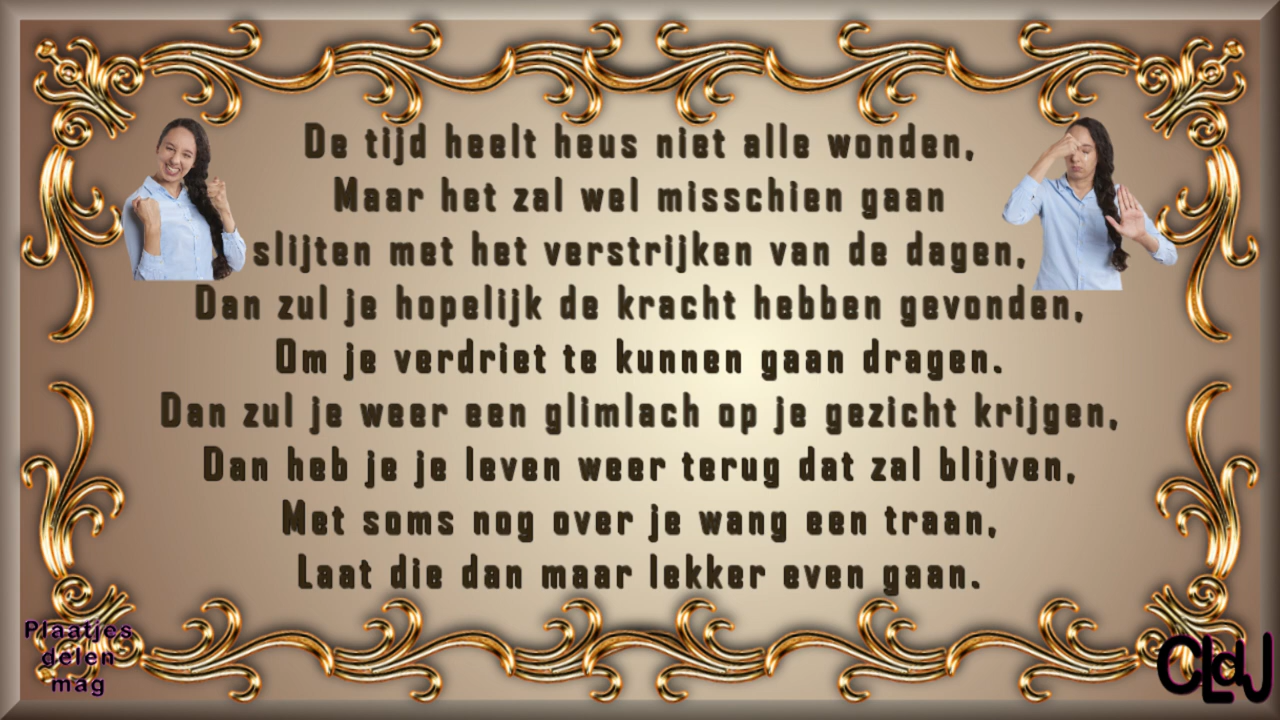 De tijd heelt heus niet alle wonden,
Maar het zal wel misschien gaan
slijten met het verstrijken van de dagen,
Dan zul je hopelijk de kracht hebben gevonden,
Om je verdriet te kunnen gaan dragen.
Dan zul je weer een glimlach op je gezicht krijgen,
Dan heb je je leven weer terug dat zal blijven,
Met soms nog over je wang een traan,
Laat die dan maar lekker even gaan.
Plaatjes
delen
mag
CLdJ